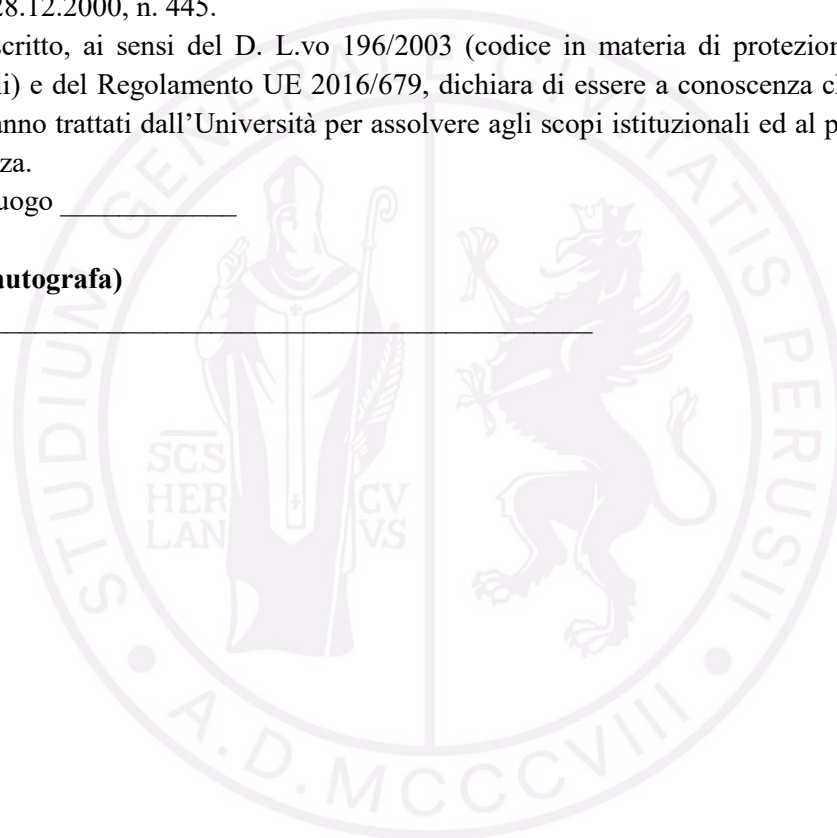 28.12.2000, n. 445.
scritto, ai sensi del D. L.vo 196/2003 (codice in materia di protezion
li) e del Regolamento UE 2016/679, dichiara di essere a conoscenza c
anno trattati dall’Università per assolvere agli scopi istituzionali ed al p
za.
uogo ____________
autografa)
STUDIUM GENERALE CIVITATIS PERUSII
SCS
HER
LAN
CV
VS
A.D. MCCCVIII